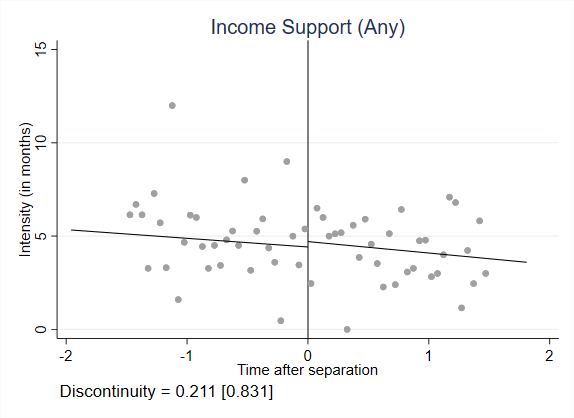 Income Support (Any)
15
10
5
0
Intensity (in months)
-2 -1 0 1 2
Time after separation
Discontinuity = 0.211 [0.831]